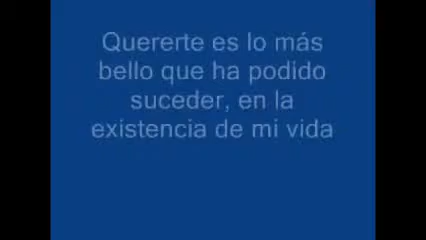 Quererte es lo más
bello que ha podido
suceder, en la
existencia de mi vida